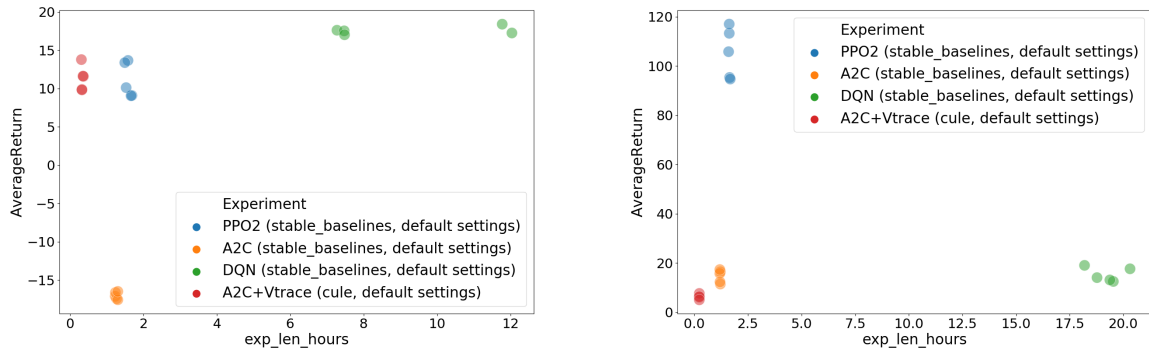 20
15
10
5
0
−5
−10
−15
AverageReturn
0
2
4
6
8
10
12
exp_len_hours
Experiment
PPO2 (stable_baselines, default settings)
A2C (stable_baselines, default settings)
DQN (stable_baselines, default settings)
A2C+Vtrace (cule, default settings)
120
100
80
60
40
20
0
AverageReturn
0.0
2.5
5.0
7.5
10.0
12.5
15.0
17.5
20.0
exp_len_hours
Experiment
PPO2 (stable_baselines, default settings)
A2C (stable_baselines, default settings)
DQN (stable_baselines, default settings)
A2C+Vtrace (cule, default settings)